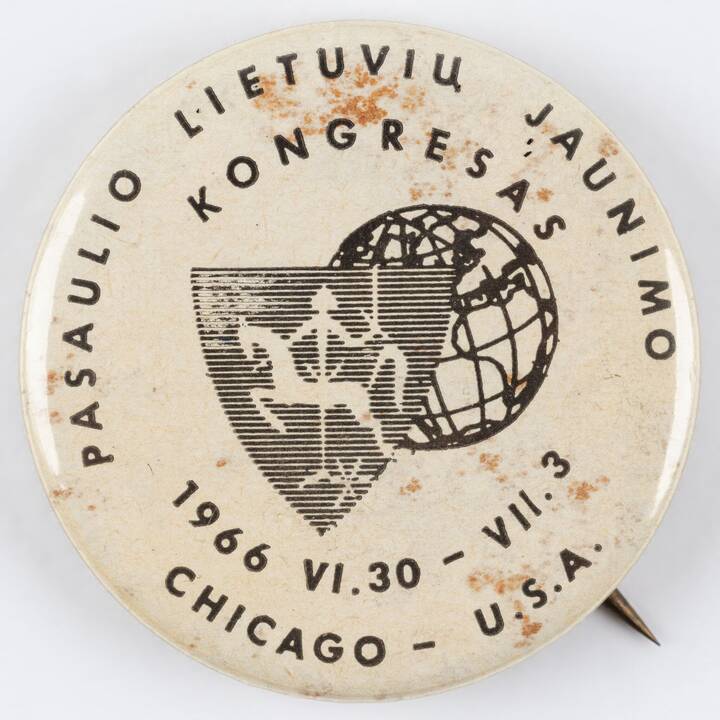 PASAULIO LIETUVIŲ JAUNIMO
KONGRESAS
1966 VI.30 – VII.3
CHICAGO – U.S.A.